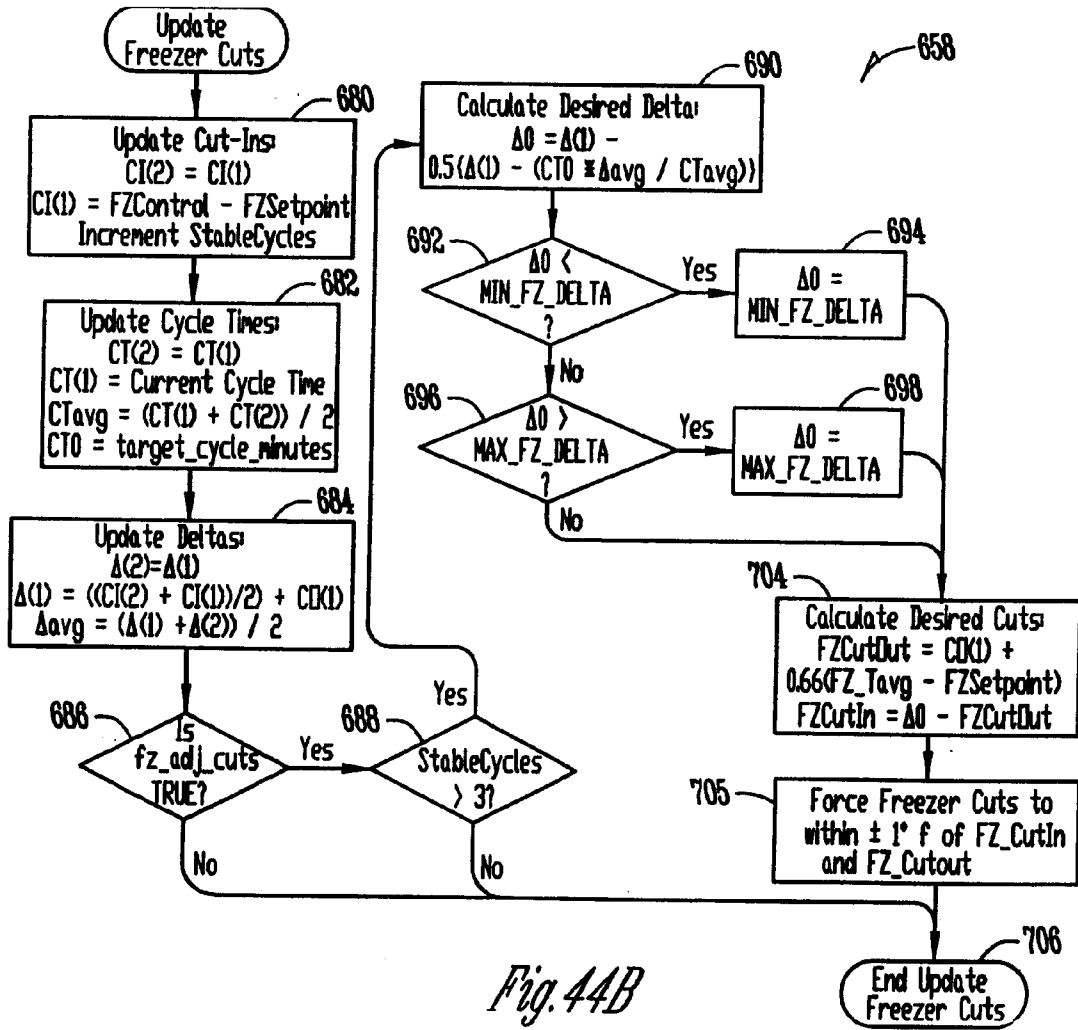 Update
Freezer Cuts
680
Update Cut-Ins:
CI(2) = CI(1)
CI(1) = FZControl - FZSetpoint
Increment StableCycles
682
Update Cycle Times:
CT(2) = CT(1)
CT(1) = Current Cycle Time
CTavg = (CT(1) + CT(2)) / 2
CT0 = target_cycle_minutes
684
Update Deltas:
Δ(2)=Δ(1)
Δ(1) = ((CI(2) + CI(1))/2) + CO(1)
Δavg = (Δ(1) +Δ(2)) / 2
686
Is
fz_adj_cuts
TRUE?
Yes
No
688
StableCycles
> 3?
Yes
No
658
690
Calculate Desired Delta:
Δ0 =Δ(1) -
0.5(Δ(1) - (CT0 * Δavg / CTavg))
692
Δ0 <
MIN_FZ_DELTA
?
Yes
No
694
Δ0 =
MIN_FZ_DELTA
696
Δ0 >
MAX_FZ_DELTA
?
Yes
No
698
Δ0 =
MAX_FZ_DELTA
704
Calculate Desired Cuts:
FZCutOut = CO(1) +
0.66(FZ_Tavg - FZSetpoint)
FZCutIn = Δ0 - FZCutOut
705
Force Freezer Cuts to
within ± 1° f of FZ_CutIn
and FZ_Cutout
706
End Update
Freezer Cuts
Fig. 44B